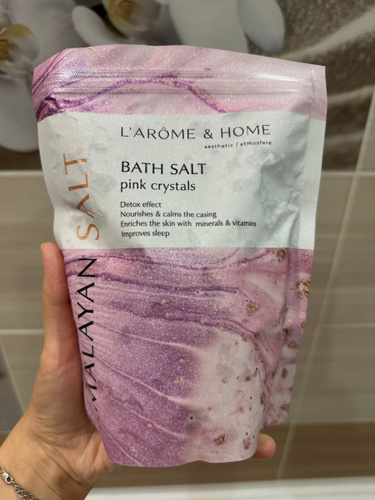 L'ARÔME & HOME
aesthetic / atmosfere
BATH SALT
pink crystals
Detox effect
Nourishes & calms the casing
Enriches the skin with minerals & vitamins
Improves sleep
MALAYAN SALT